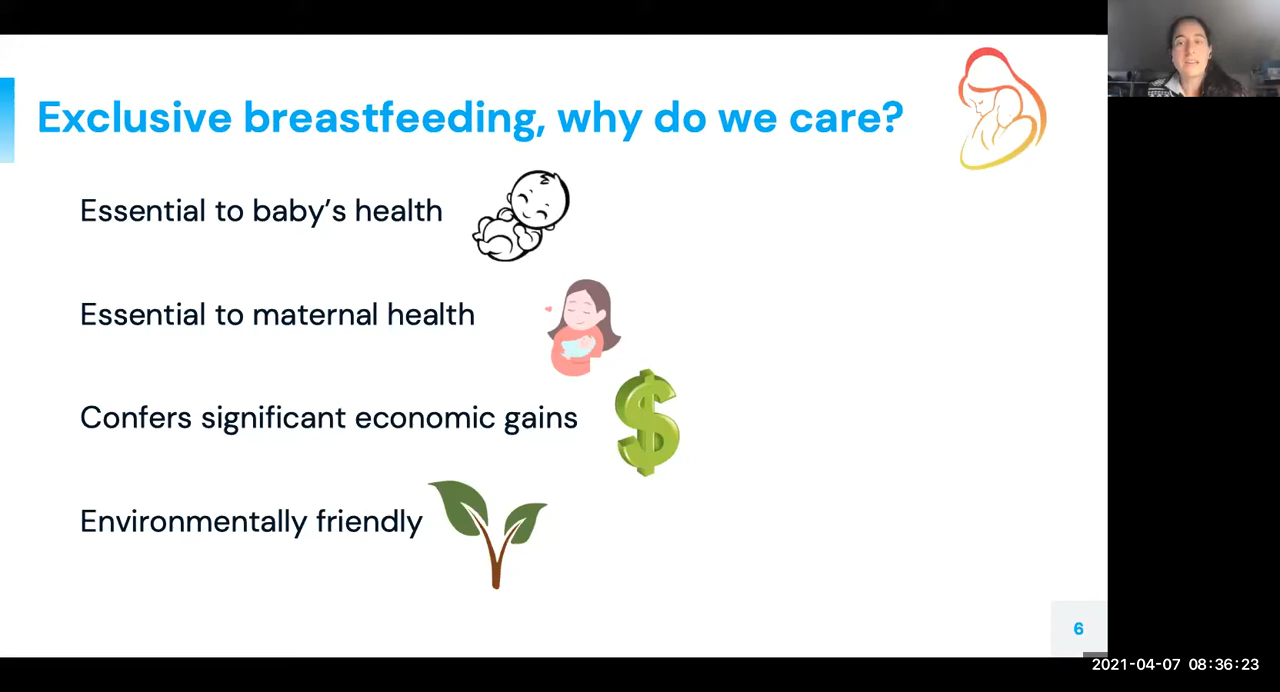 Exclusive breastfeeding, why do we care?
Essential to baby’s health
Essential to maternal health
Confers significant economic gains
Environmentally friendly
6
2021-04-07 08:36:23